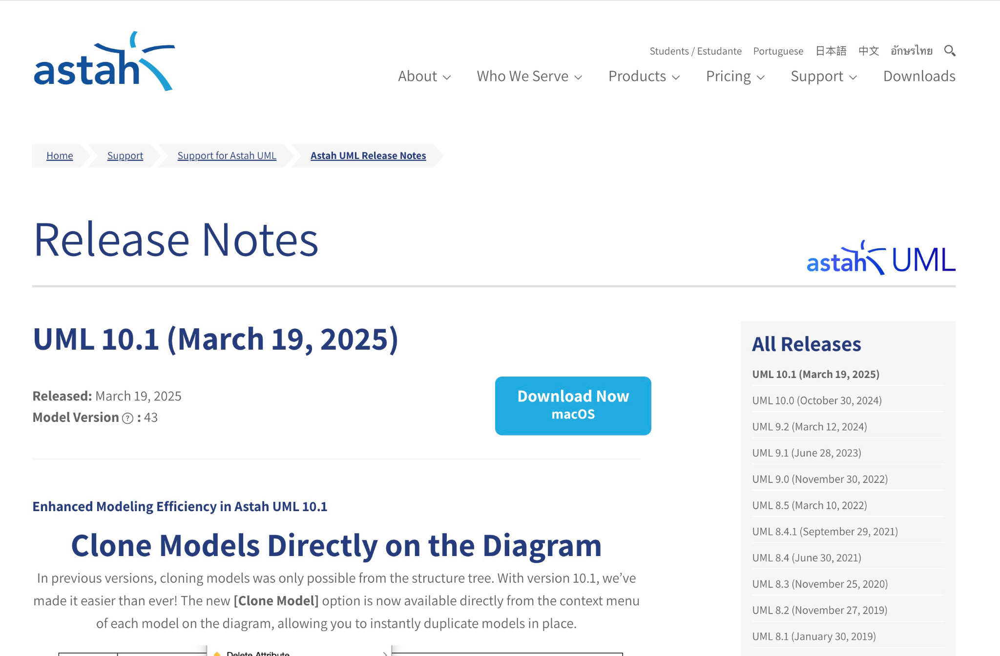 astah
Students / Estudante Portuguese 日本語 中文 อักษรไทย
About Who We Serve Products Pricing Support Downloads
Home Support Support for Astah UML Astah UML Release Notes
Release Notes
astah UML
UML 10.1 (March 19, 2025)
Released: March 19, 2025
Model Version ? : 43
Download Now
macOS
Enhanced Modeling Efficiency in Astah UML 10.1
Clone Models Directly on the Diagram
In previous versions, cloning models was only possible from the structure tree. With version 10.1, we’ve
made it easier than ever! The new [Clone Model] option is now available directly from the context menu
of each model on the diagram, allowing you to instantly duplicate models in place.
Delete Attribute
All Releases
UML 10.1 (March 19, 2025)
UML 10.0 (October 30, 2024)
UML 9.2 (March 12, 2024)
UML 9.1 (June 28, 2023)
UML 9.0 (November 30, 2022)
UML 8.5 (March 10, 2022)
UML 8.4.1 (September 29, 2021)
UML 8.4 (June 30, 2021)
UML 8.3 (November 25, 2020)
UML 8.2 (November 27, 2019)
UML 8.1 (January 30, 2019)